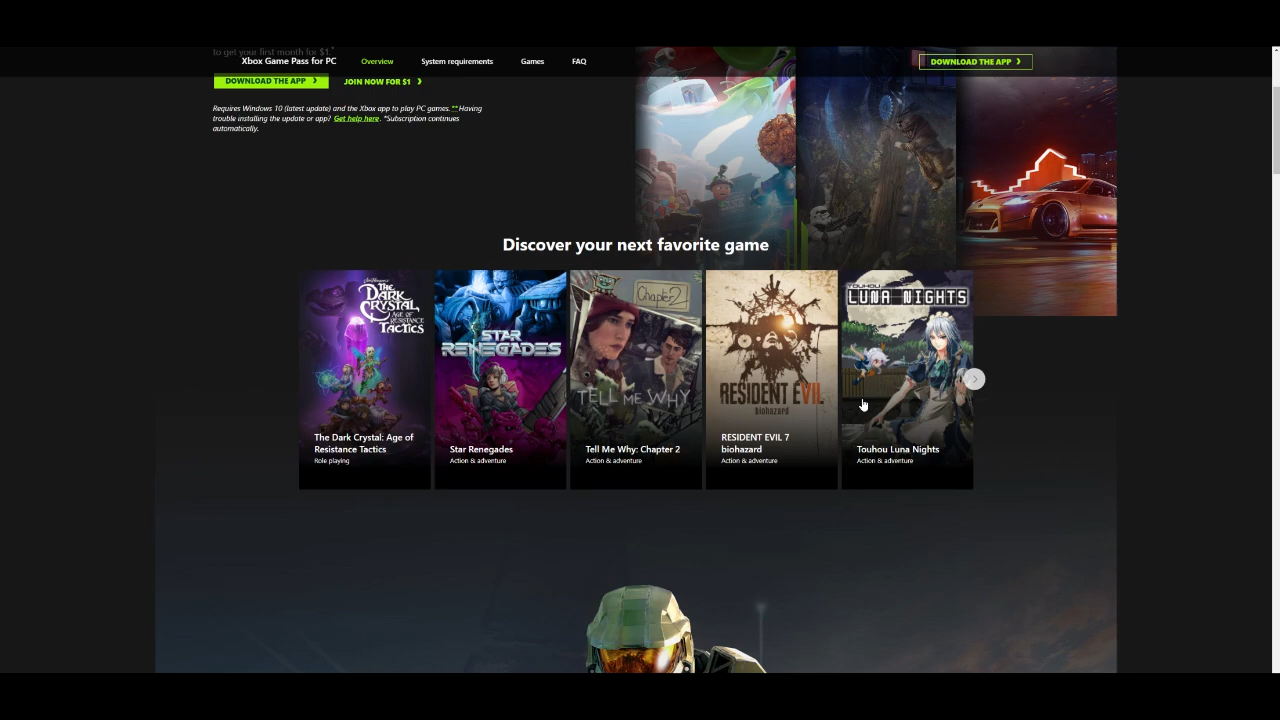 to get your first month for $1.*
Xbox Game Pass for PC
Overview
System requirements
Games
FAQ
DOWNLOAD THE APP
DOWNLOAD THE APP
JOIN NOW FOR $1
Requires Windows 10 (latest update) and the Xbox app to play PC games.** Having
trouble installing the update or app? Get help here. *Subscription continues
automatically.
Discover your next favorite game
THE
DARK
CRYSTAL
AGE OF
RESISTANCE
TACTICS
The Dark Crystal: Age of
Resistance Tactics
Role playing
STAR
RENEGADES
Star Renegades
Action & adventure
Chapter 2
TELL ME WHY
Tell Me Why: Chapter 2
Action & adventure
RESIDENT EVIL
biohazard
RESIDENT EVIL 7
biohazard
Action & adventure
TOUHOU
LUNA NIGHTS
Touhou Luna Nights
Action & adventure